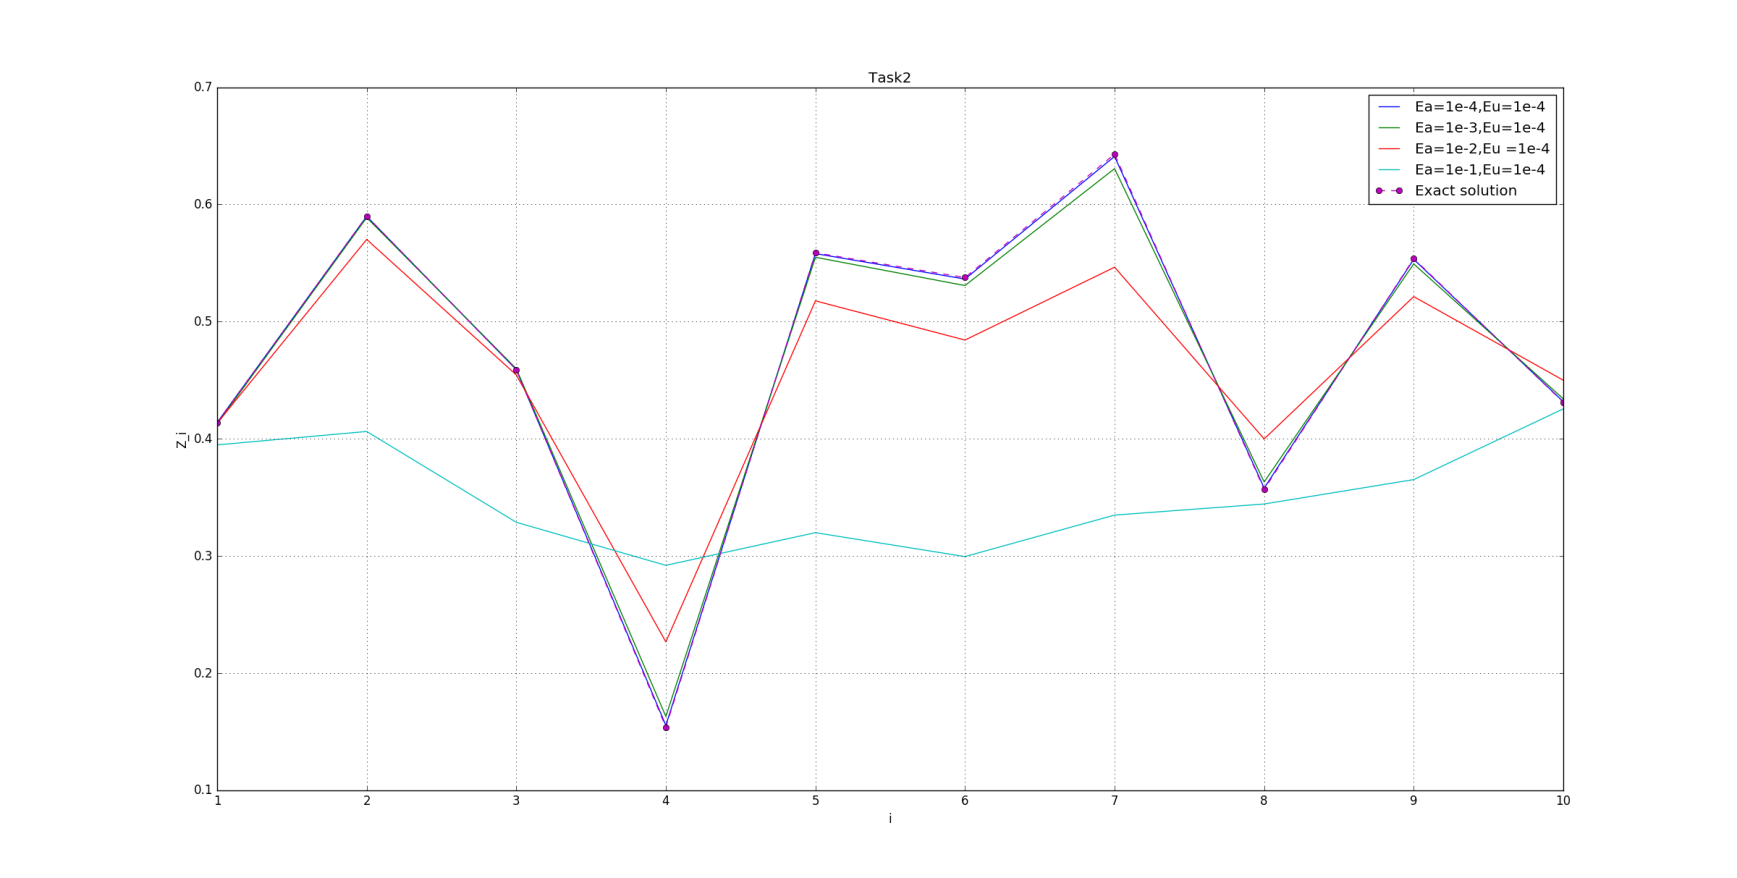 Task2
0.7
0.6
0.5
0.4
0.3
0.2
0.1
Z_i
1 2 3 4 5 6 7 8 9 10
i
Ea=1e-4,Eu=1e-4
Ea=1e-3,Eu=1e-4
Ea=1e-2,Eu =1e-4
Ea=1e-1,Eu=1e-4
Exact solution